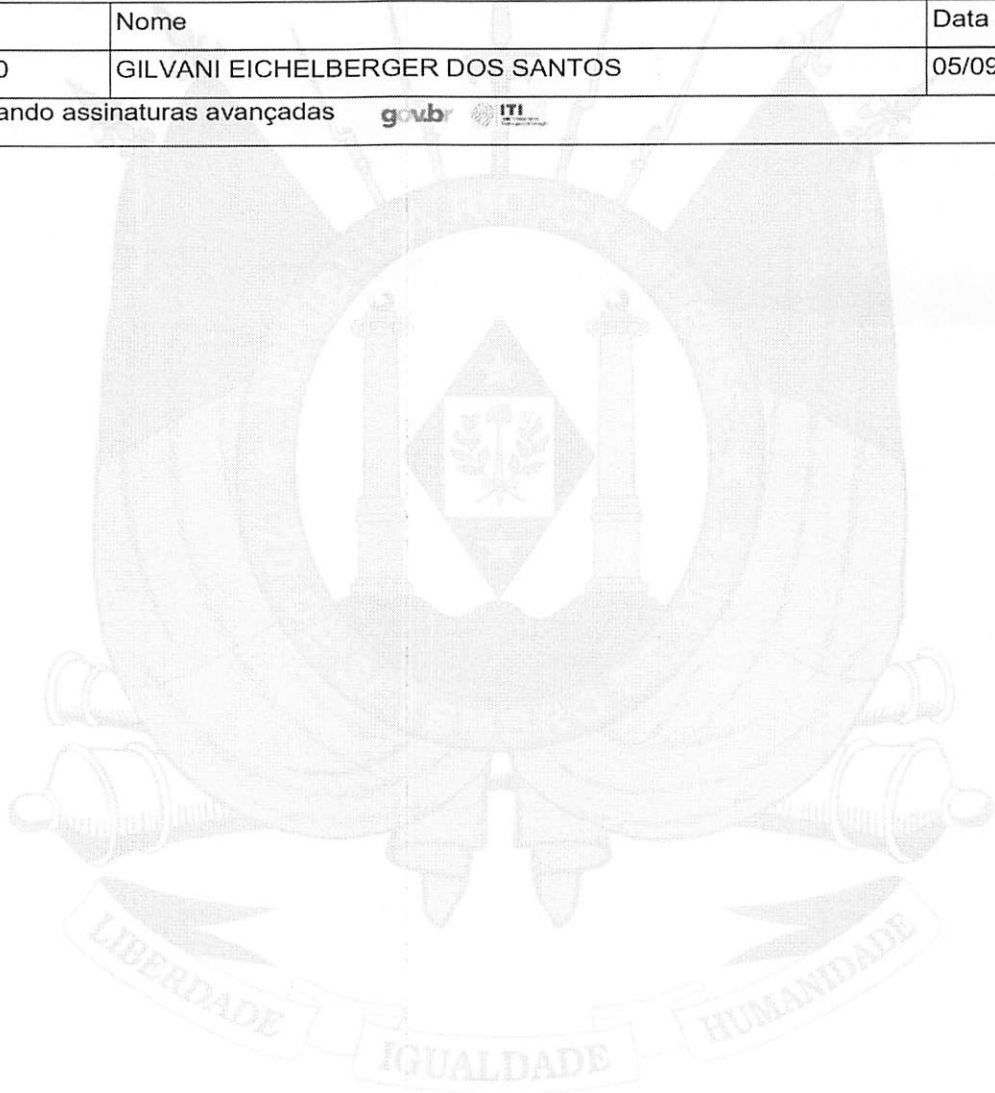 Nome Data
0 GILVANI EICHELBERGER DOS SANTOS 05/09
ando assinaturas avançadas gov.br ITI
LIBERDADE IGUALDADE HUMANIDADE